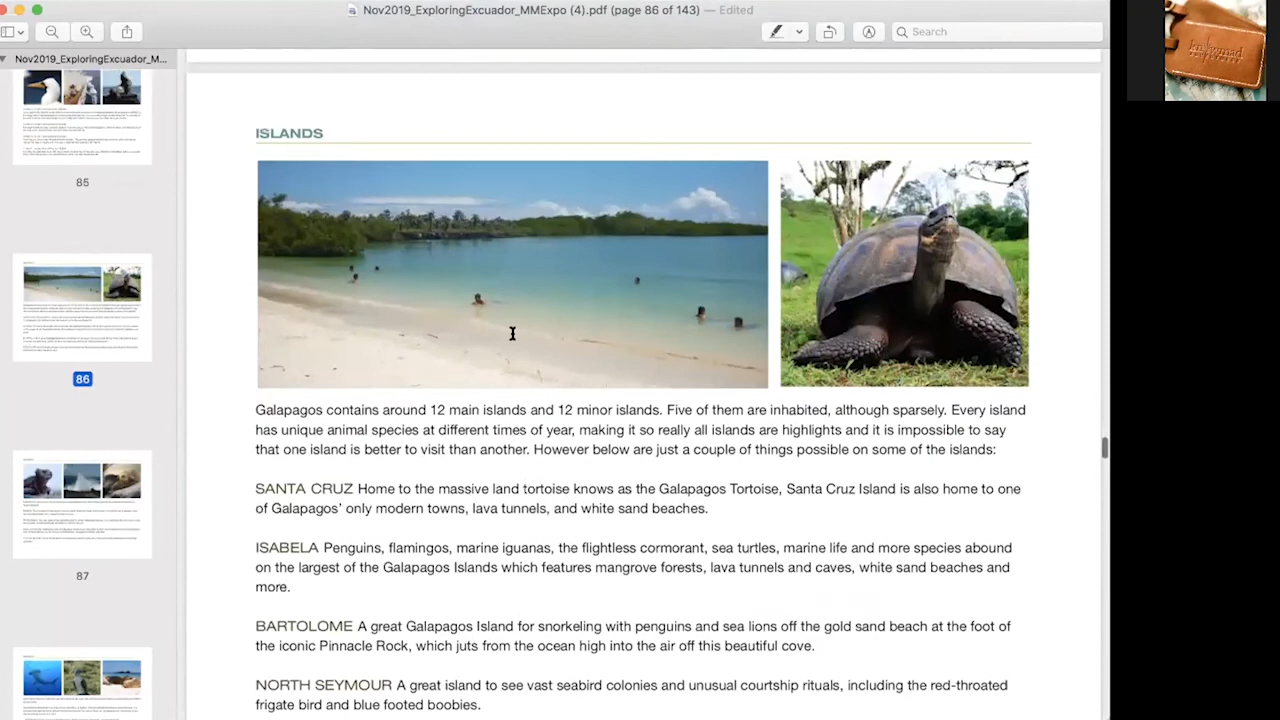 Nov2019_ExploringExcuador_MMExpo (4).pdf (page 86 of 143) — Edited
Search
Nov2019_ExploringExcuador_M...
85
86
87
ISLANDS
Galapagos contains around 12 main islands and 12 minor islands. Five of them are inhabited, although sparsely. Every island
has unique animal species at different times of year, making it so really all islands are highlights and it is impossible to say
that one island is better to visit than another. However below are just a couple of things possible on some of the islands:
SANTA CRUZ Home to the massive land tortoise knows as the Galapagos Tortoise, Santa Cruz Island is also home to one
of Galapagos' only modern towns, lava tunnels, and white sand beaches.
ISABELA Penguins, flamingos, marine iguanas, the flightless cormorant, sea turtles, marine life and more species abound
on the largest of the Galapagos Islands which features mangrove forests, lava tunnels and caves, white sand beaches and
more.
BARTOLOME A great Galapagos Island for snorkeling with penguins and sea lions off the gold sand beach at the foot of
the iconic Pinnacle Rock, which juts from the ocean high into the air off this beautiful cove.
NORTH SEYMOUR A great island to see vast seabird colonies and unusual courtship rituals, including the red-throated
frigate bird and blue footed boobies.